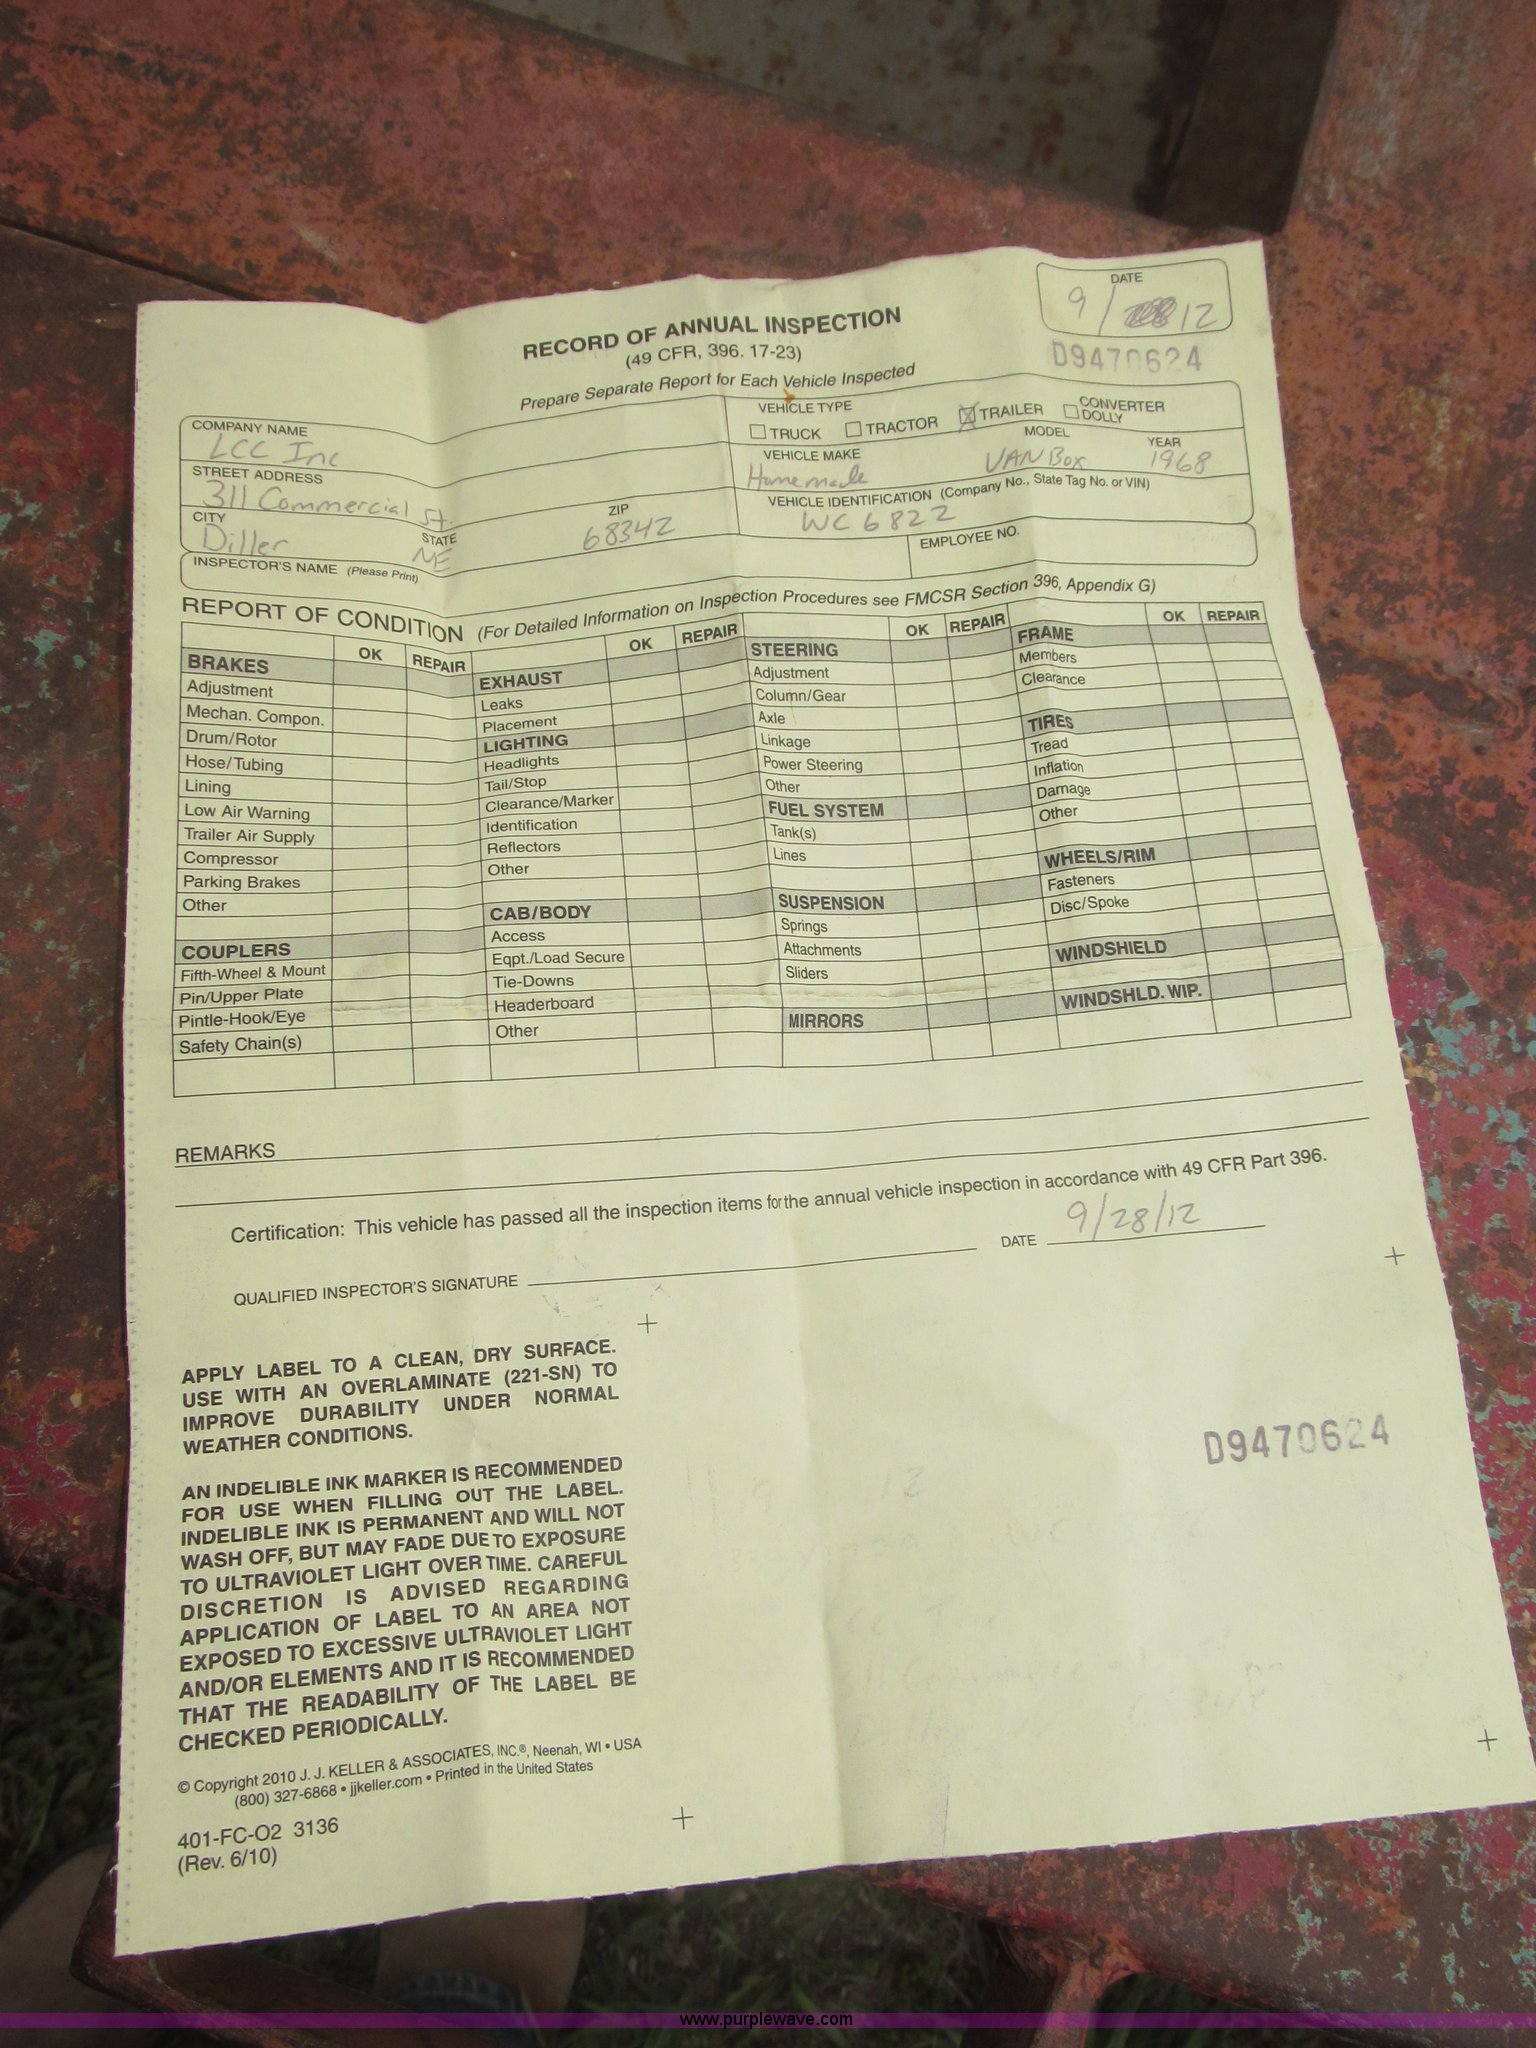 DATE
9/ 12
RECORD OF ANNUAL INSPECTION
(49 CFR, 396. 17-23)
D9470624
Prepare Separate Report for Each Vehicle Inspected
COMPANY NAME
LCC Inc
STREET ADDRESS
311 Commercial St.
CITY STATE ZIP
Diller NE 68342
VEHICLE TYPE
TRUCK TRACTOR TRAILER CONVERTER DOLLY
VEHICLE MAKE MODEL YEAR
Homemade VAN Box 1968
VEHICLE IDENTIFICATION (Company No., State Tag No. or VIN)
WC6822
INSPECTOR'S NAME (Please Print) EMPLOYEE NO.
REPORT OF CONDITION (For Detailed Information on Inspection Procedures see FMCSR Section 396, Appendix G)
OK REPAIR
BRAKES
Adjustment
Mechan. Compon.
Drum/Rotor
Hose/Tubing
Lining
Low Air Warning
Trailer Air Supply
Compressor
Parking Brakes
Other
COUPLERS
Fifth-Wheel & Mount
Pin/Upper Plate
Pintle-Hook/Eye
Safety Chain(s)
OK REPAIR
EXHAUST
Leaks
Placement
LIGHTING
Headlights
Tail/Stop
Clearance/Marker
Identification
Reflectors
Other
CAB/BODY
Access
Eqpt./Load Secure
Tie-Downs
Headerboard
Other
OK REPAIR
STEERING
Adjustment
Column/Gear
Axle
Linkage
Power Steering
Other
FUEL SYSTEM
Tank(s)
Lines
SUSPENSION
Springs
Attachments
Sliders
MIRRORS
OK REPAIR
FRAME
Members
Clearance
TIRES
Tread
Inflation
Damage
Other
WHEELS/RIM
Fasteners
Disc/Spoke
WINDSHIELD
WINDSHLD. WIP.
REMARKS
Certification: This vehicle has passed all the inspection items for the annual vehicle inspection in accordance with 49 CFR Part 396.
QUALIFIED INSPECTOR'S SIGNATURE DATE 9/28/12
APPLY LABEL TO A CLEAN, DRY SURFACE.
USE WITH AN OVERLAMINATE (221-SN) TO
IMPROVE DURABILITY UNDER NORMAL
WEATHER CONDITIONS.
D9470624
AN INDELIBLE INK MARKER IS RECOMMENDED
FOR USE WHEN FILLING OUT THE LABEL.
INDELIBLE INK IS PERMANENT AND WILL NOT
WASH OFF, BUT MAY FADE DUE TO EXPOSURE
TO ULTRAVIOLET LIGHT OVER TIME. CAREFUL
DISCRETION IS ADVISED REGARDING
APPLICATION OF LABEL TO AN AREA NOT
EXPOSED TO EXCESSIVE ULTRAVIOLET LIGHT
AND/OR ELEMENTS AND IT IS RECOMMENDED
THAT THE READABILITY OF THE LABEL BE
CHECKED PERIODICALLY.
© Copyright 2010 J. J. KELLER & ASSOCIATES, INC.®, Neenah, WI • USA
(800) 327-6868 • jjkeller.com • Printed in the United States
401-FC-O2 3136
(Rev. 6/10)
www.purplewave.com